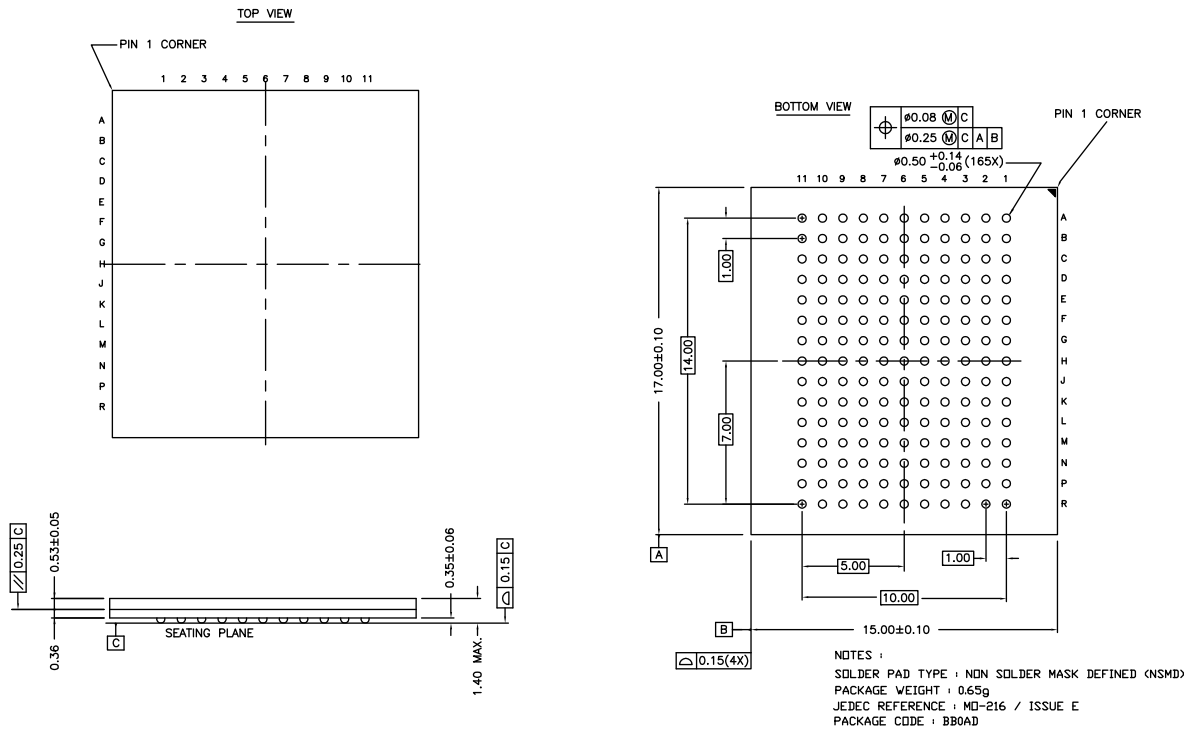 TOP VIEW
PIN 1 CORNER
1 2 3 4 5 6 7 8 9 10 11
A
B
C
D
E
F
G
H
J
K
L
M
N
P
R
BOTTOM VIEW
PIN 1 CORNER
⌀0.08 Ⓜ C
⌀0.25 Ⓜ C A B
⌀0.50 +0.14 -0.06 (165X)
11 10 9 8 7 6 5 4 3 2 1
A
B
C
D
E
F
G
H
J
K
L
M
N
P
R
1.00
17.00±0.10
14.00
7.00
A
5.00
1.00
10.00
B
15.00±0.10
0.15(4X)
// 0.25 C
0.53±0.05
0.36
C
SEATING PLANE
0.35±0.06
0.15 C
1.40 MAX.
NOTES :
SOLDER PAD TYPE : NON SOLDER MASK DEFINED (NSMD)
PACKAGE WEIGHT : 0.65g
JEDEC REFERENCE : MO-216 / ISSUE E
PACKAGE CODE : BB0AD